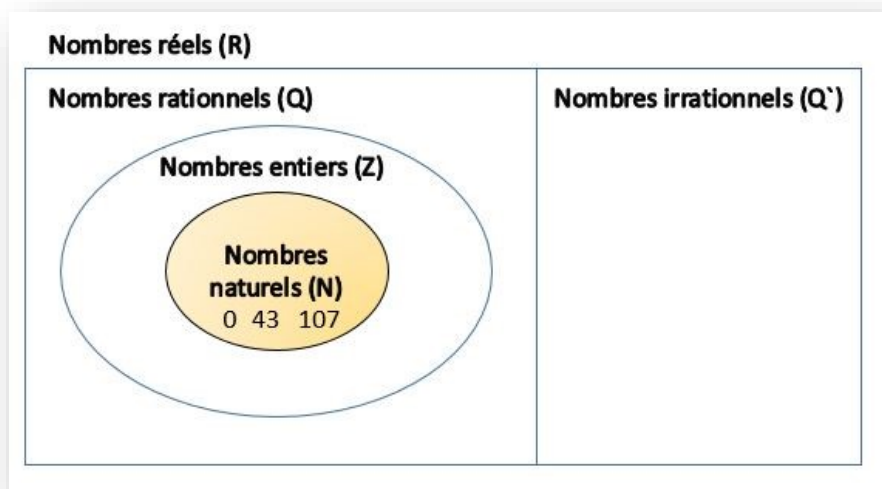 Nombres réels (R)
Nombres rationnels (Q)
Nombres irrationnels (Q`)
Nombres entiers (Z)
Nombres
naturels (N)
0 43 107